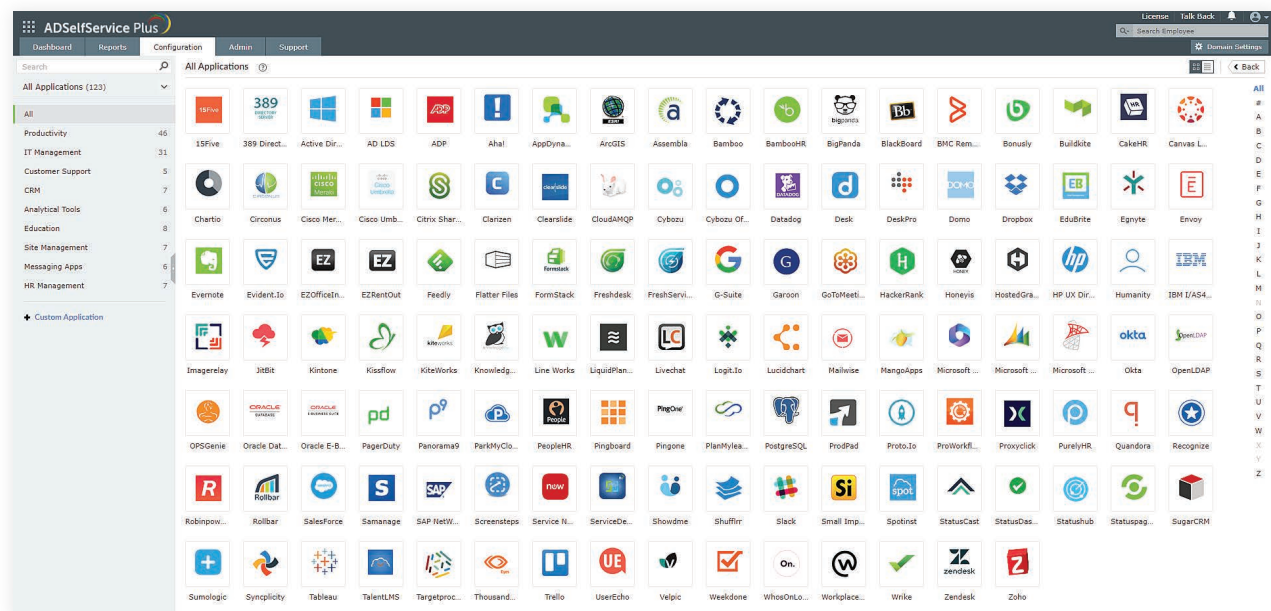 License Talk Back
ADSelfService Plus
Search Employee
Dashboard Reports Configuration Admin Support
Domain Settings
Search
All Applications (123)
All
Productivity 46
IT Management 31
Customer Support 5
CRM 7
Analytical Tools 6
Education 8
Site Management 7
Messaging Apps 6
HR Management 7
Custom Application
All Applications
Back
15Five 389 Direct... Active Dir... AD LDS ADP Aha! AppDyna... ArcGIS Assembla Bamboo BambooHR BigPanda BlackBoard BMC Rem... Bonusly Buildkite CakeHR Canvas L...
Chartio Circonus Cisco Mer... Cisco Umb... Citrix Shar... Clarizen Clearslide CloudAMQP Cybozu Cybozu Of... Datadog Desk DeskPro Domo Dropbox EduBrite Egnyte Envoy
Evernote Evident.Io EZOfficeIn... EZRentOut Feedly Flatter Files FormStack Freshdesk FreshServi... G-Suite Garoon GoToMeeti... HackerRank Honeyis HostedGra... HP UX Dir... Humanity IBM I/AS4...
Imagerelay JitBit Kintone Kissflow KiteWorks Knowledg... Line Works LiquidPlan... Livechat Logit.Io Lucidchart Mailwise MangoApps Microsoft ... Microsoft ... Microsoft ... Okta OpenLDAP
OPSGenie Oracle Dat... Oracle E-B... PagerDuty Panorama9 ParkMyClo... PeopleHR Pingboard Pingone PlanMylea... PostgreSQL ProdPad Proto.Io ProWorkfl... Proxyclick PurelyHR Quandora Recognize
Robinpow... Rollbar SalesForce Samanage SAP NetW... Screensteps Service N... ServiceDe... Showdme Shufflrr Slack Small Imp... Spotinst StatusCast StatusDas... Statushub Statuspag... SugarCRM
Sumologic Syncplicity Tableau TalentLMS Targetproc... Thousand... Trello UserEcho Velpic Weekdone WhosOnLo... Workplace... Wrike Zendesk Zoho
All
#
A
B
C
D
E
F
G
H
I
J
K
L
M
N
O
P
Q
R
S
T
U
V
W
X
Y
Z